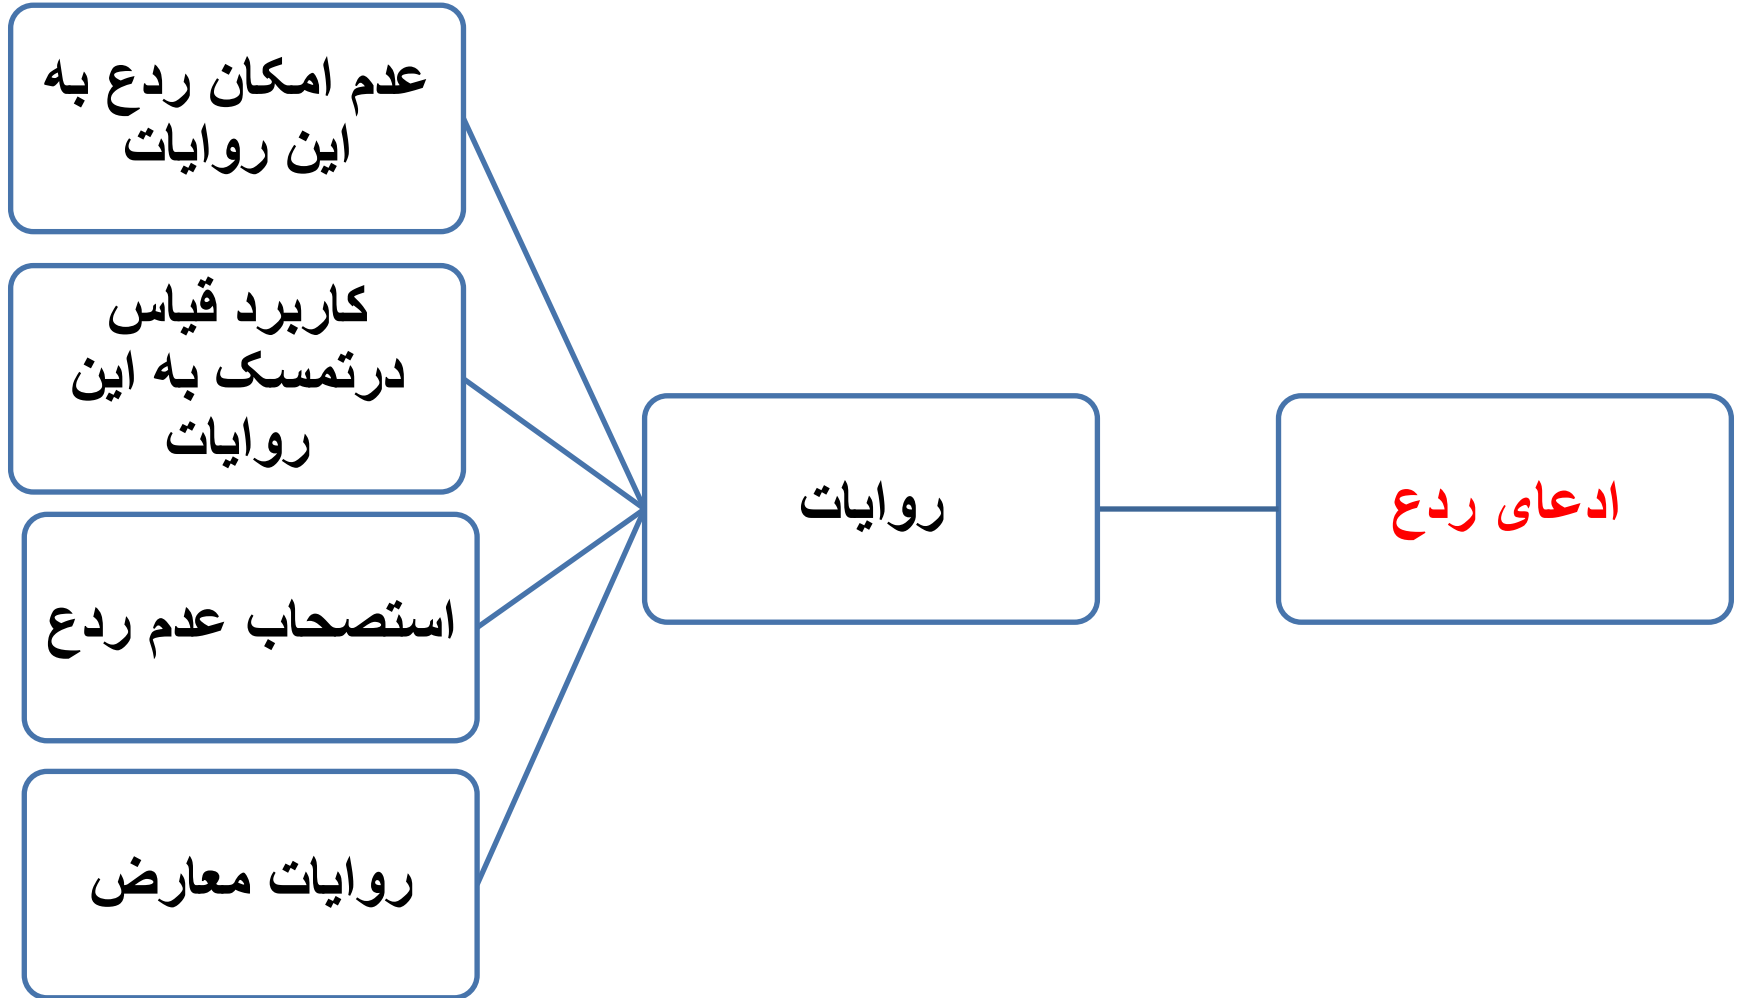 ادعای ردع
روایات
عدم امکان ردع به
این روایات
کاربرد قیاس
درتمسک به این
روایات
استصحاب عدم ردع
روایات معارض